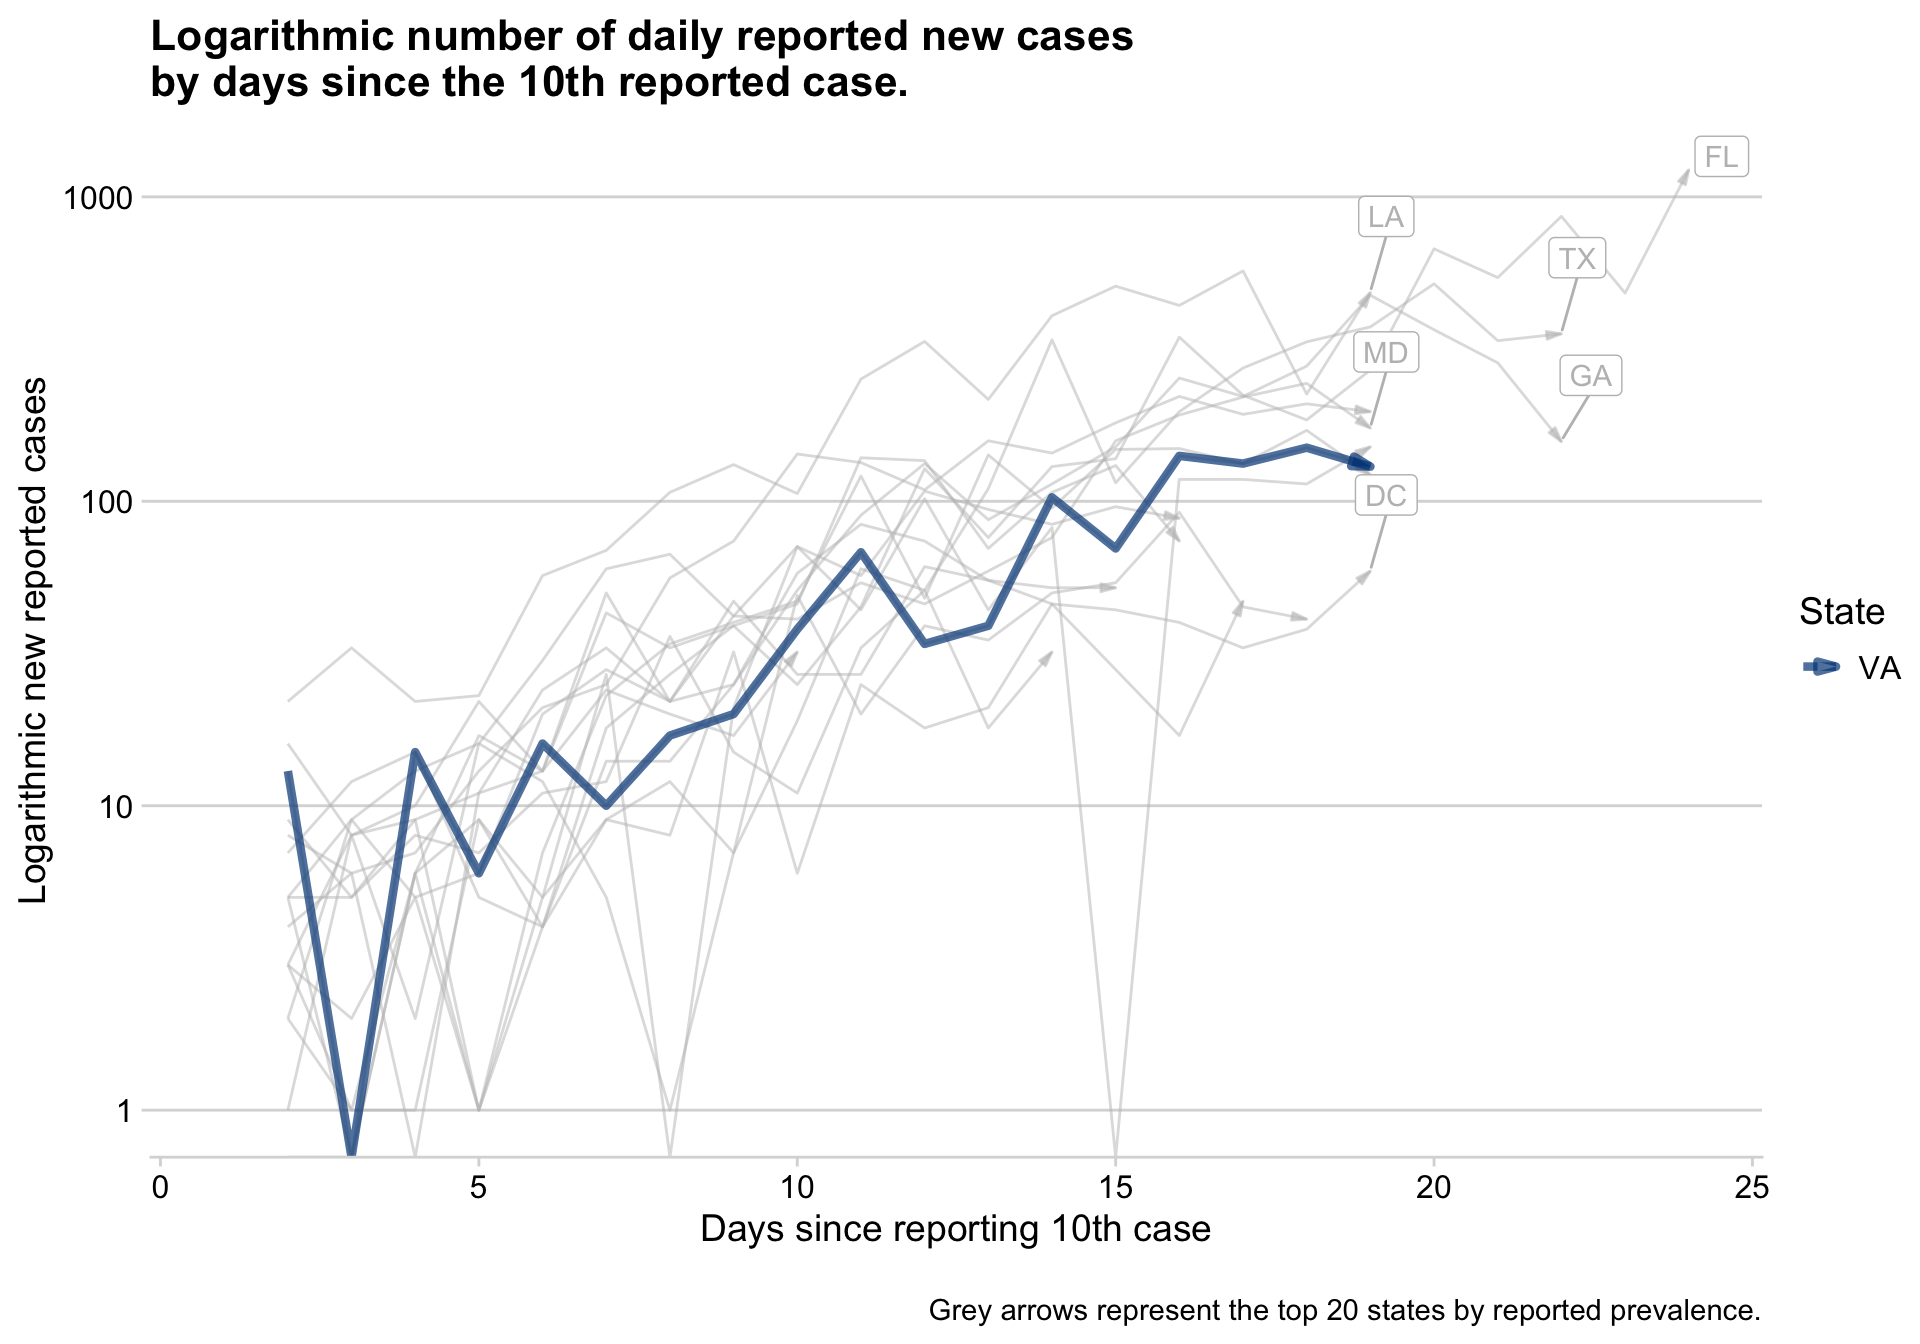 Logarithmic number of daily reported new cases
by days since the 10th reported case.
Logarithmic new reported cases
1000
100
10
1
FL
LA
TX
MD
GA
DC
State
VA
0 5 10 15 20 25
Days since reporting 10th case
Grey arrows represent the top 20 states by reported prevalence.